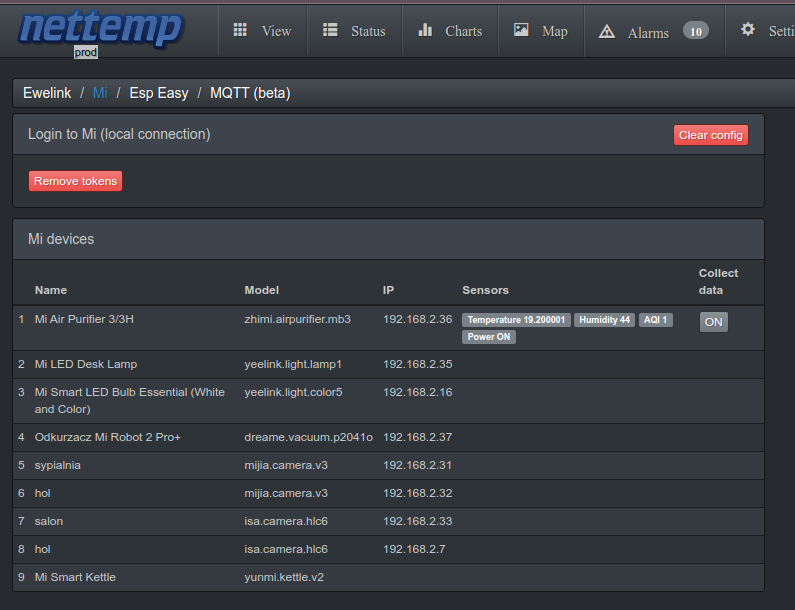 nettemp
prod
View
Status
Charts
Map
Alarms 10
Setti
Ewelink / Mi / Esp Easy / MQTT (beta)
Login to Mi (local connection) Clear config
Remove tokens
Mi devices
Name Model IP Sensors Collect data
1 Mi Air Purifier 3/3H zhimi.airpurifier.mb3 192.168.2.36 Temperature 19.200001 Humidity 44 AQI 1 ON
Power ON
2 Mi LED Desk Lamp yeelink.light.lamp1 192.168.2.35
3 Mi Smart LED Bulb Essential (White yeelink.light.color5 192.168.2.16
and Color)
4 Odkurzacz Mi Robot 2 Pro+ dreame.vacuum.p2041o 192.168.2.37
5 sypialnia mijia.camera.v3 192.168.2.31
6 hol mijia.camera.v3 192.168.2.32
7 salon isa.camera.hlc6 192.168.2.33
8 hol isa.camera.hlc6 192.168.2.7
9 Mi Smart Kettle yunmi.kettle.v2